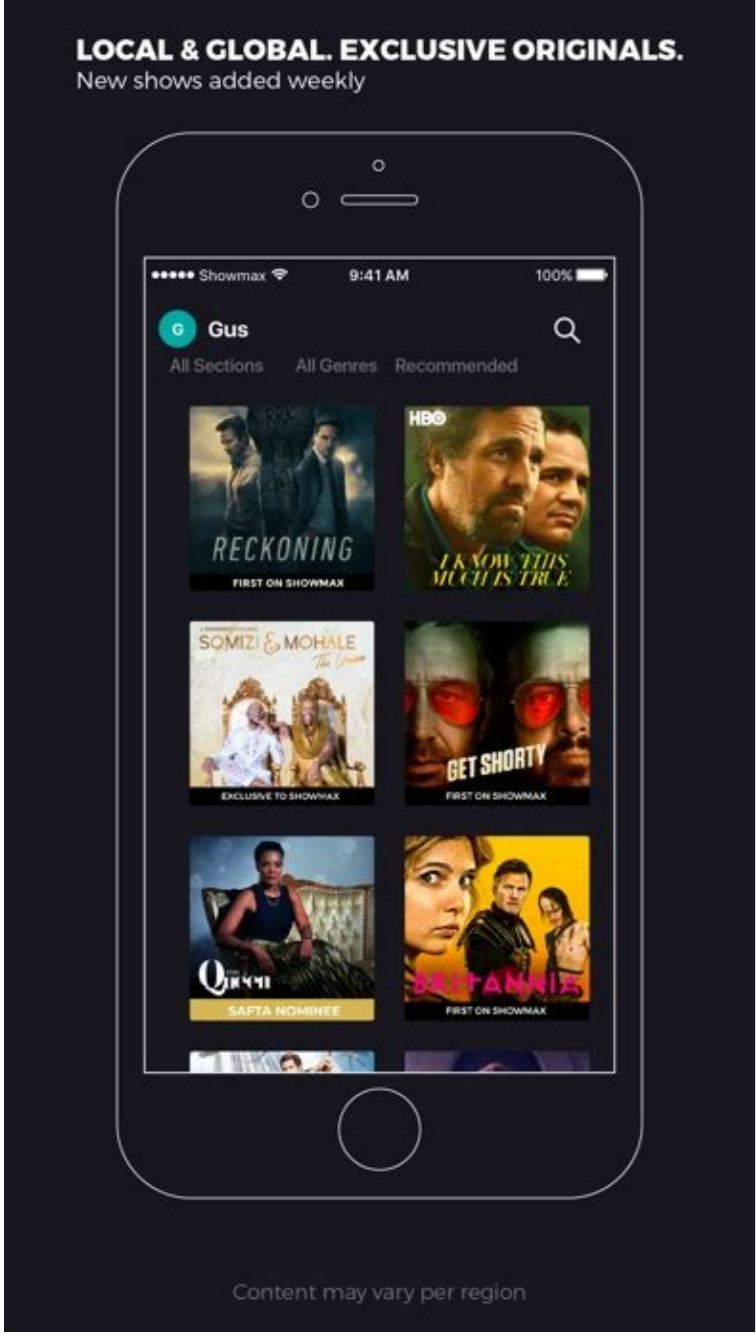 LOCAL & GLOBAL. EXCLUSIVE ORIGINALS.
New shows added weekly
Showmax
9:41 AM
100%
G
Gus
All Sections
All Genres
Recommended
RECKONING
FIRST ON SHOWMAX
HBO
I KNOW THIS
MUCH IS TRUE
SOMIZI & MOHALE
The Union
EXCLUSIVE TO SHOWMAX
GET SHORTY
FIRST ON SHOWMAX
Queen
SAFTA NOMINEE
BRITANNIA
FIRST ON SHOWMAX
Content may vary per region